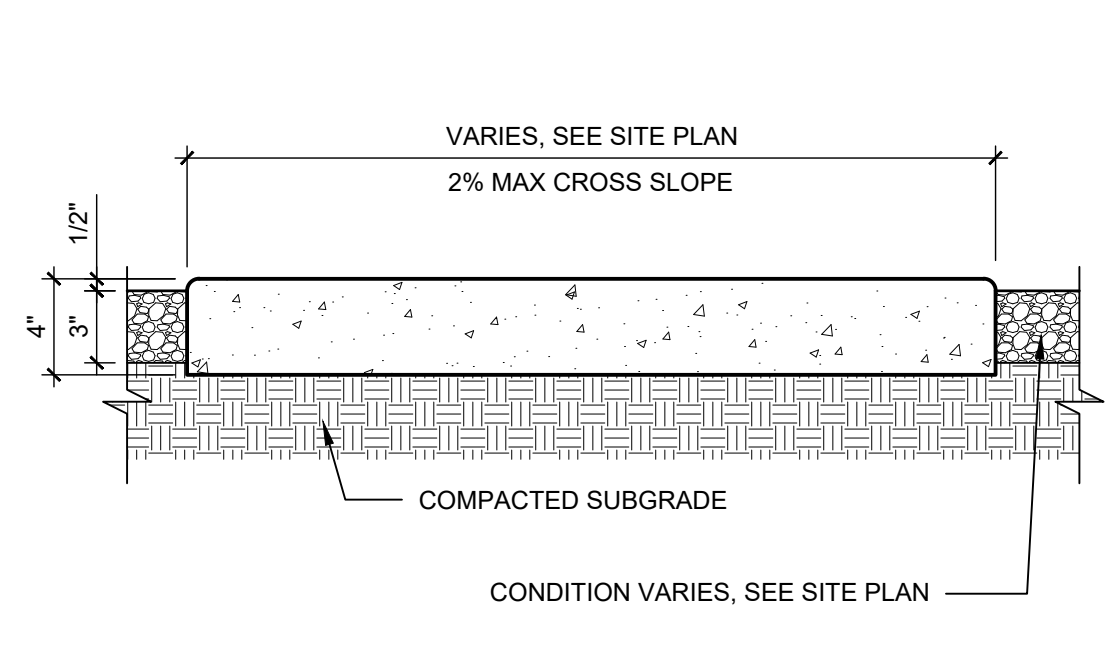 VARIES, SEE SITE PLAN
2% MAX CROSS SLOPE
1/2"
4"
3"
COMPACTED SUBGRADE
CONDITION VARIES, SEE SITE PLAN